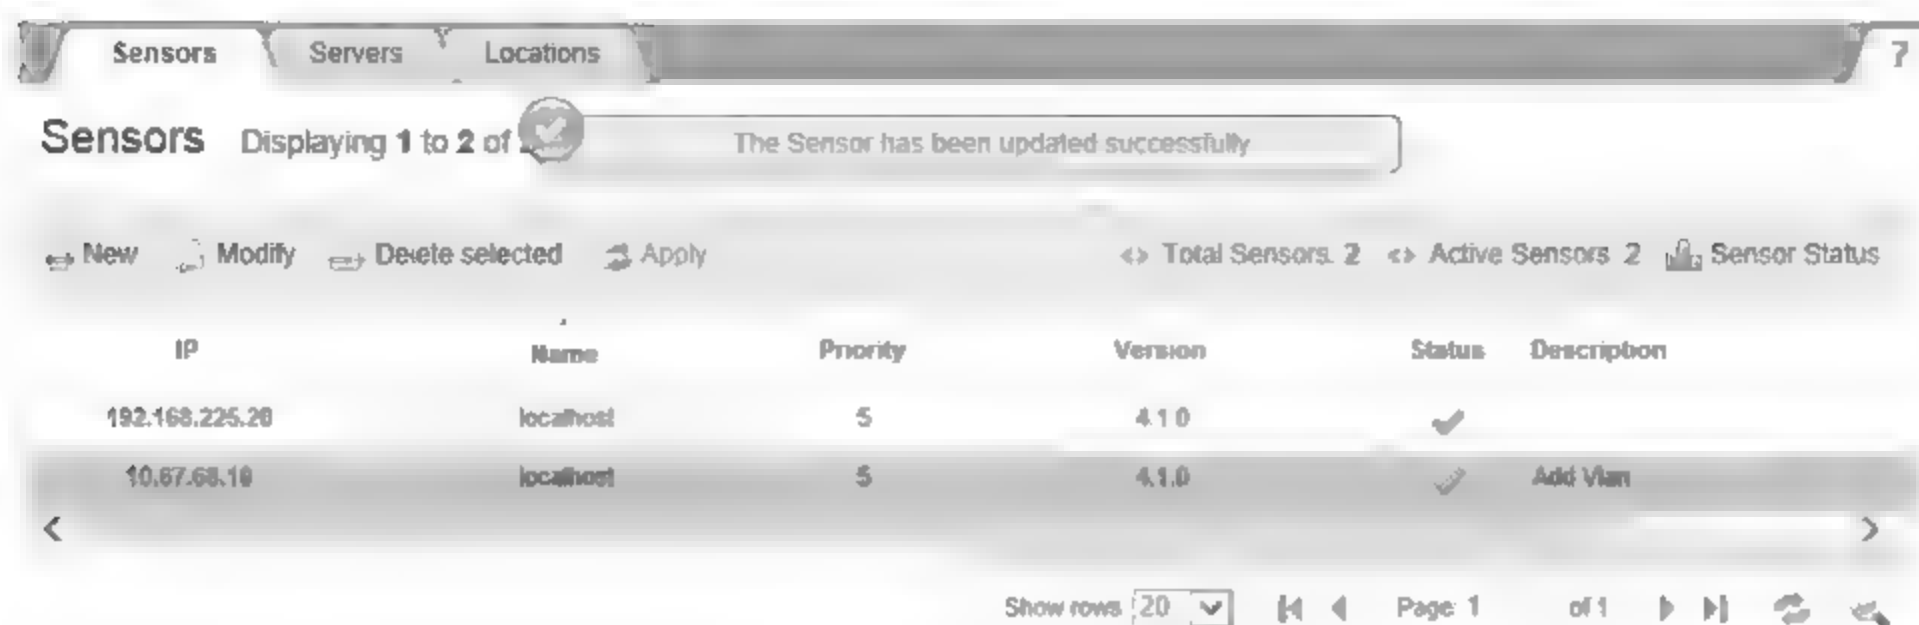 Sensors Servers Locations ?
Sensors Displaying 1 to 2 of
The Sensor has been updated successfully
New Modify Delete selected Apply Total Sensors. 2 Active Sensors 2 Sensor Status
IP Name Priority Version Status Description
192.168.225.20 localhost 5 4.1.0
10.67.68.10 localhost 5 4.1.0 Add Vlan
Show rows 20 Page 1 of 1